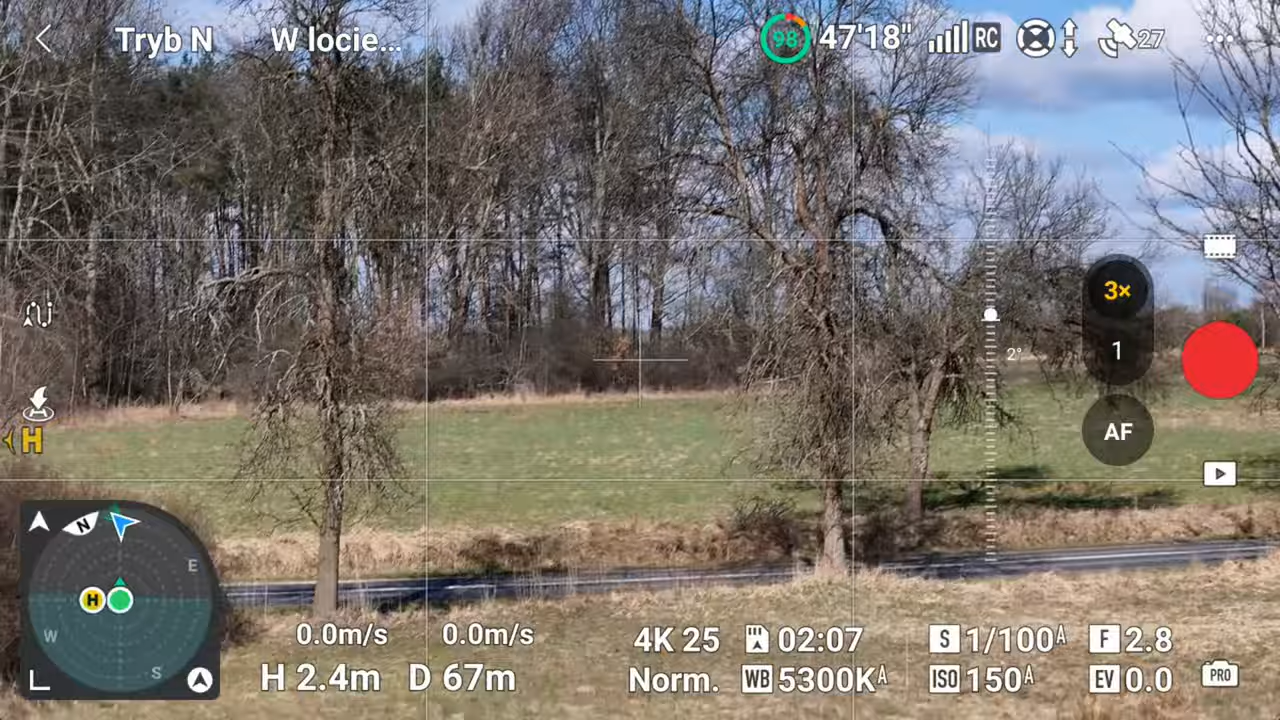 Tryb N W locie... 98 47'18" RC 27
3×
1
2°
AF
H
N
E
H
W
S
0.0m/s 0.0m/s 4K 25 02:07 S 1/100A F 2.8
H 2.4m D 67m Norm. WB 5300KA ISO 150A EV 0.0 PRO